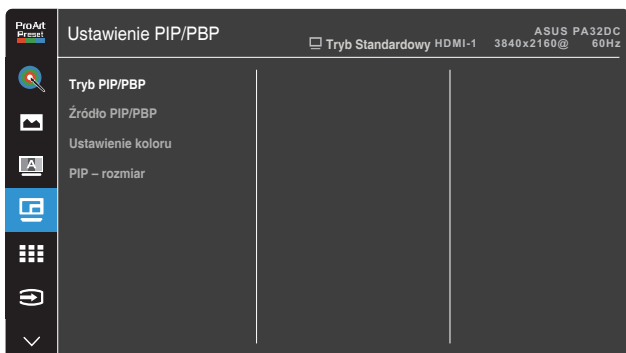 ProArt
Preset
Ustawienie PIP/PBP
Tryb Standardowy HDMI-1
ASUS PA32DC
3840x2160@ 60Hz
Tryb PIP/PBP
Źródło PIP/PBP
Ustawienie koloru
A
PIP – rozmiar